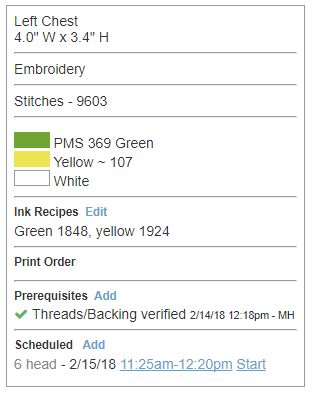 Left Chest
4.0" W x 3.4" H
Embroidery
Stitches - 9603
PMS 369 Green
Yellow ~ 107
White
Ink Recipes Edit
Green 1848, yellow 1924
Print Order
Prerequisites Add
✔ Threads/Backing verified 2/14/18 12:18pm - MH
Scheduled Add
6 head - 2/15/18 11:25am-12:20pm Start